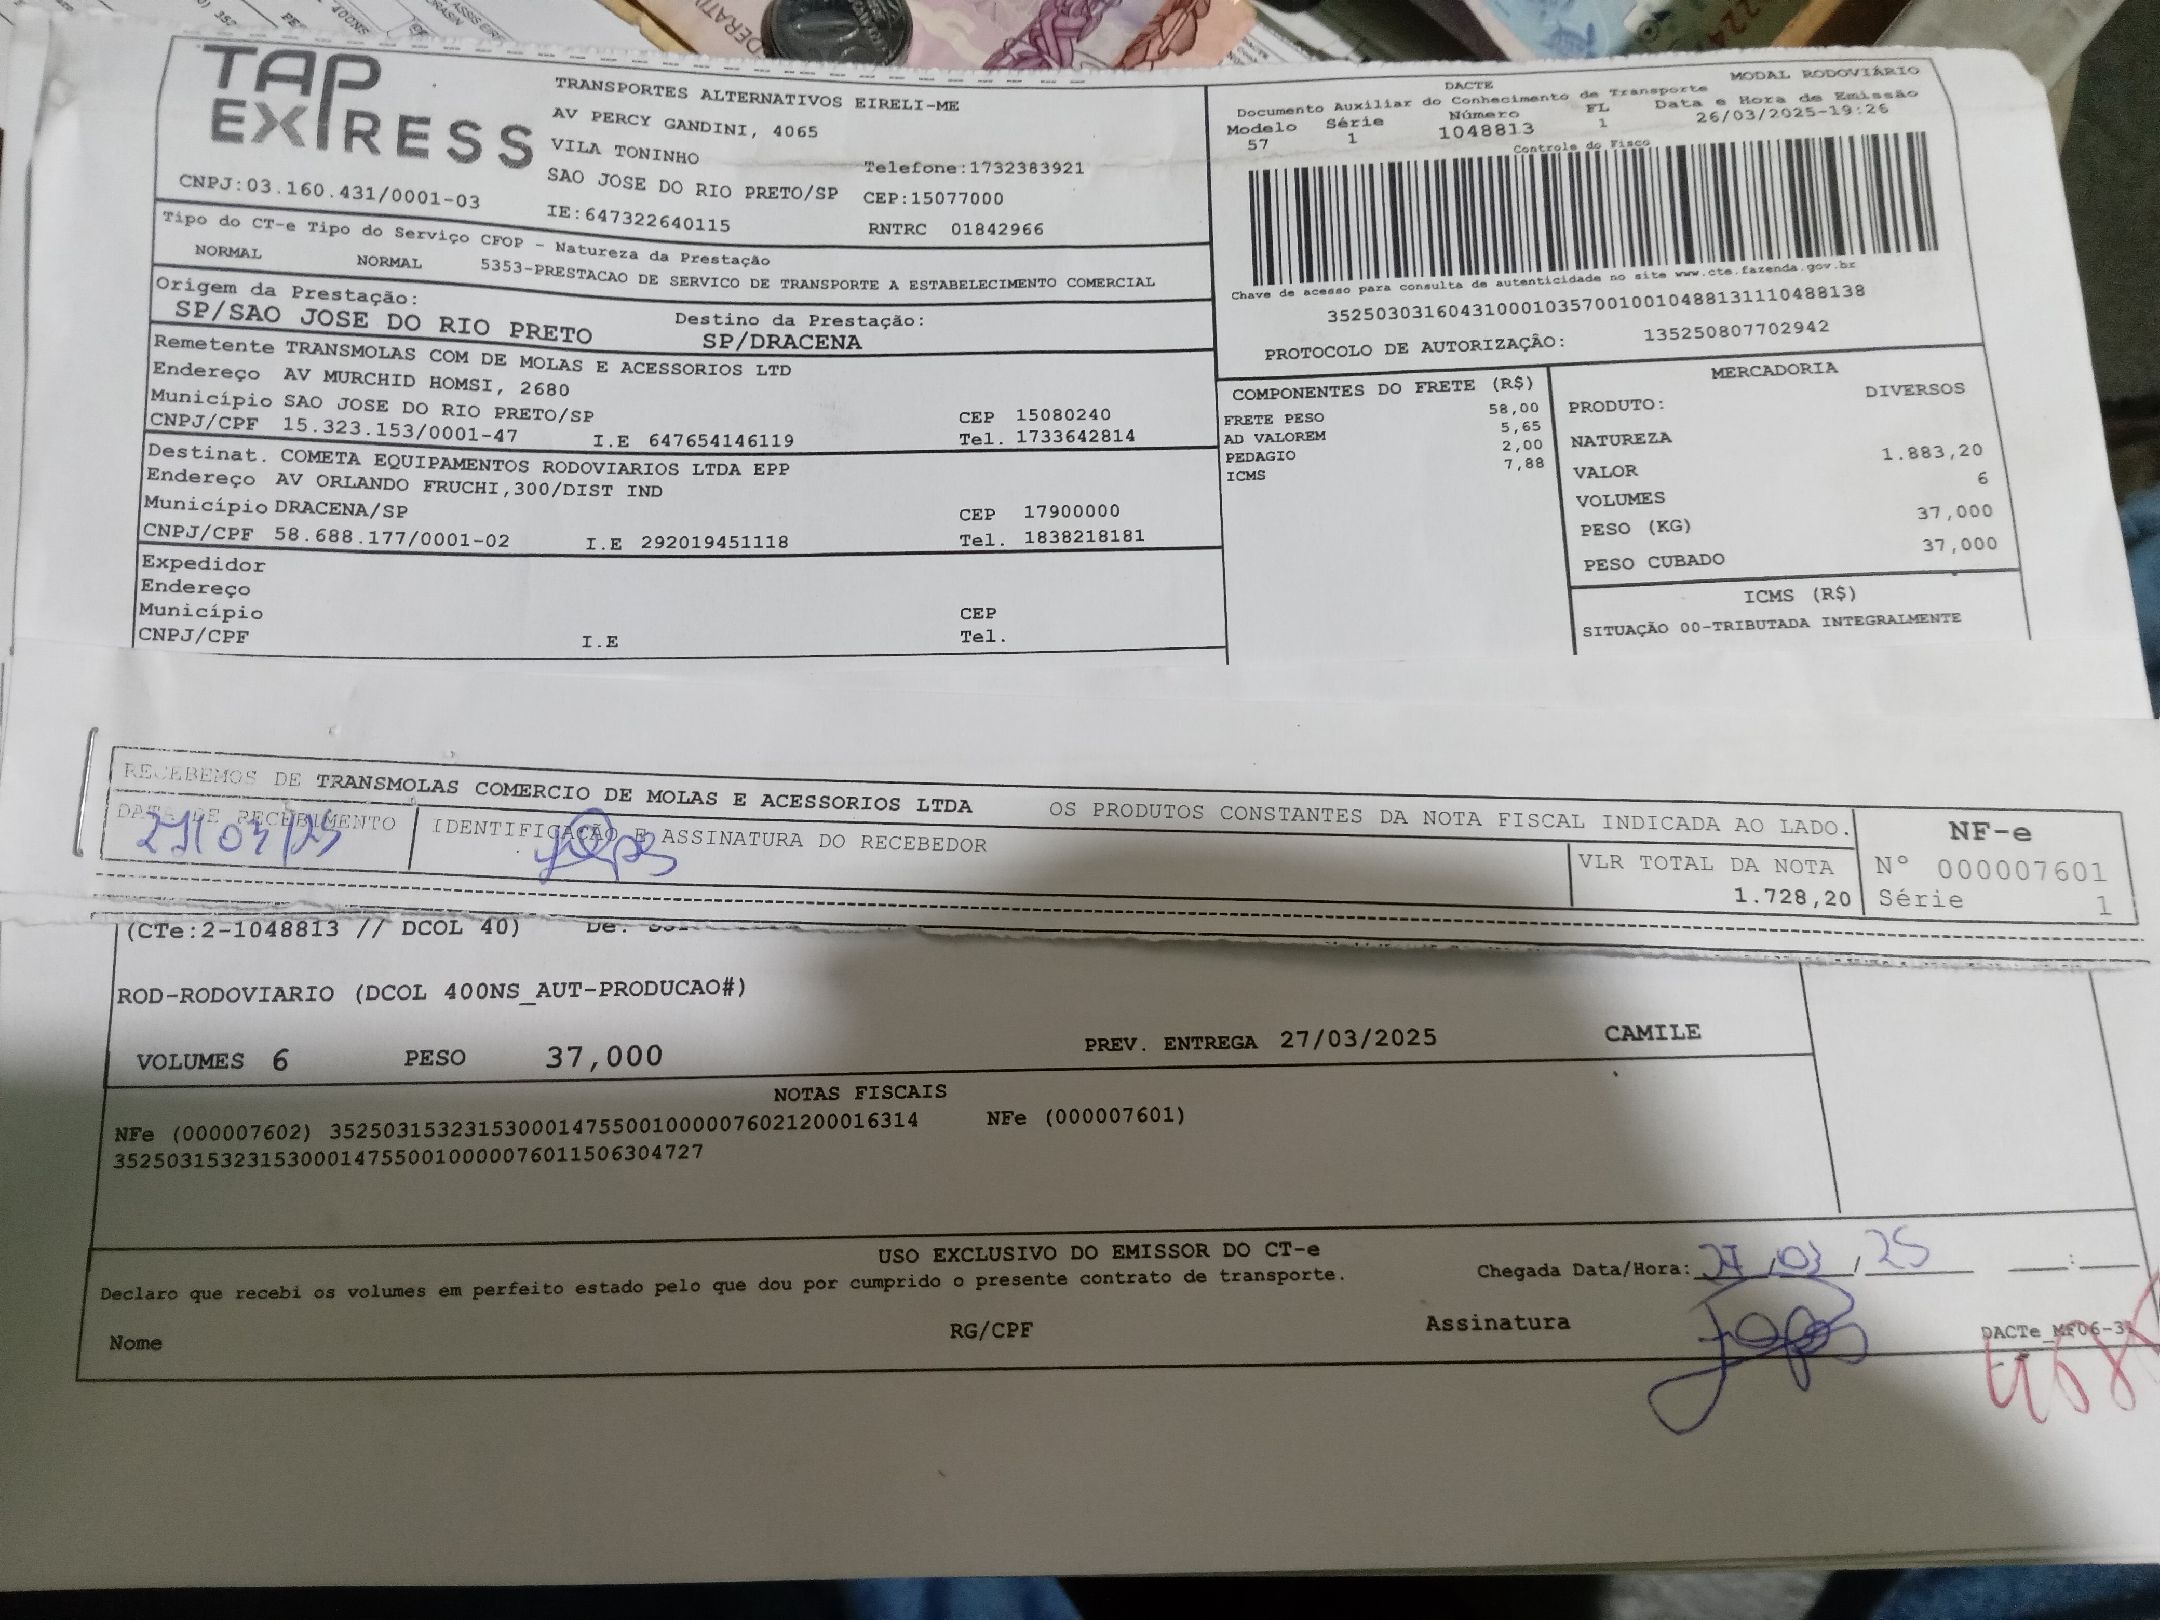 TAP
EXPRESS
TRANSPORTES ALTERNATIVOS EIRELI-ME
AV PERCY GANDINI, 4065
VILA TONINHO
Telefone:1732383921
SAO JOSE DO RIO PRETO/SP CEP:15077000
CNPJ:03.160.431/0001-03
IE:647322640115 RNTRC 01842966
DACTE MODAL RODOVIÁRIO
Documento Auxiliar do Conhecimento de Transporte
Modelo Série Número FL Data e Hora de Emissão
57 1 1048813 1 26/03/2025-19:26
Controle do Fisco
Chave de acesso para consulta de autenticidade no site www.cte.fazenda.gov.br
35250303160431000103570010010488131110488138
PROTOCOLO DE AUTORIZAÇÃO: 135250807702942
Tipo do CT-e Tipo do Serviço CFOP - Natureza da Prestação
NORMAL NORMAL 5353-PRESTACAO DE SERVICO DE TRANSPORTE A ESTABELECIMENTO COMERCIAL
Origem da Prestação: Destino da Prestação:
SP/SAO JOSE DO RIO PRETO SP/DRACENA
Remetente TRANSMOLAS COM DE MOLAS E ACESSORIOS LTD
Endereço AV MURCHID HOMSI, 2680
Município SAO JOSE DO RIO PRETO/SP CEP 15080240
CNPJ/CPF 15.323.153/0001-47 I.E 647654146119 Tel. 1733642814
Destinat. COMETA EQUIPAMENTOS RODOVIARIOS LTDA EPP
Endereço AV ORLANDO FRUCHI,300/DIST IND
Município DRACENA/SP CEP 17900000
CNPJ/CPF 58.688.177/0001-02 I.E 292019451118 Tel. 1838218181
Expedidor
Endereço
Município CEP
CNPJ/CPF I.E Tel.
COMPONENTES DO FRETE (R$)
FRETE PESO 58,00
AD VALOREM 5,65
PEDAGIO 2,00
ICMS 7,88
MERCADORIA
PRODUTO: DIVERSOS
NATUREZA
VALOR 1.883,20
VOLUMES 6
PESO (KG) 37,000
PESO CUBADO 37,000
ICMS (R$)
SITUAÇÃO 00-TRIBUTADA INTEGRALMENTE
RECEBEMOS DE TRANSMOLAS COMERCIO DE MOLAS E ACESSORIOS LTDA OS PRODUTOS CONSTANTES DA NOTA FISCAL INDICADA AO LADO.
DATA DE RECEBIMENTO IDENTIFICAÇÃO E ASSINATURA DO RECEBEDOR
27/03/25
VLR TOTAL DA NOTA
1.728,20
NF-e
Nº 000007601
Série 1
(CTe:2-1048813 // DCOL 40) De:
ROD-RODOVIARIO (DCOL 400NS_AUT-PRODUCAO#)
VOLUMES 6 PESO 37,000 PREV. ENTREGA 27/03/2025 CAMILE
NOTAS FISCAIS
NFe (000007602) 35250315323153000147550010000076021200016314 NFe (000007601)
35250315323153000147550010000076011506304727
USO EXCLUSIVO DO EMISSOR DO CT-e
Declaro que recebi os volumes em perfeito estado pelo que dou por cumprido o presente contrato de transporte.
Chegada Data/Hora: 27/03/25 __:__
Nome RG/CPF Assinatura